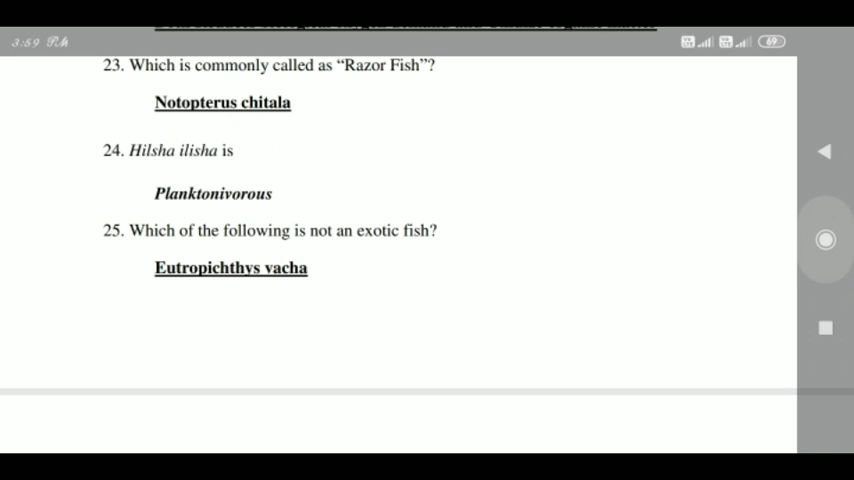 3:59 PM
69
23. Which is commonly called as “Razor Fish”?
Notopterus chitala
24. Hilsha ilisha is
Planktonivorous
25. Which of the following is not an exotic fish?
Eutropichthys vacha